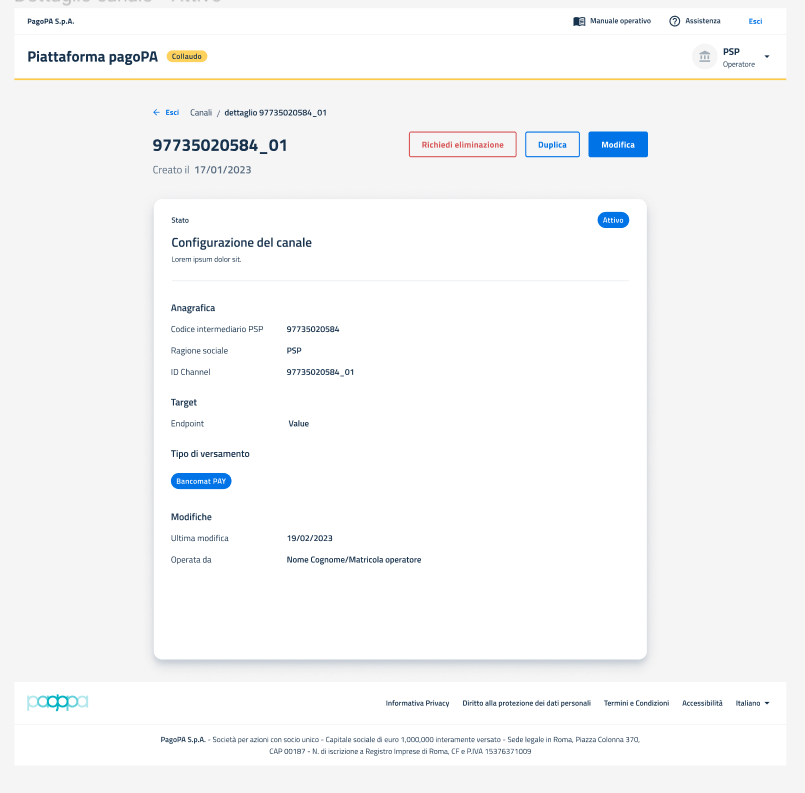 Dettaglio canale - Attivo
PagoPA S.p.A.
Manuale operativo
Assistenza
Esci
Piattaforma pagoPA
Collaudo
PSP
Operatore
← Esci Canali / dettaglio 97735020584_01
97735020584_01
Richiedi eliminazione
Duplica
Modifica
Creato il 17/01/2023
Stato
Attivo
Configurazione del canale
Lorem ipsum dolor sit.
Anagrafica
Codice intermediario PSP 97735020584
Ragione sociale PSP
ID Channel 97735020584_01
Target
Endpoint Value
Tipo di versamento
Bancomat PAY
Modifiche
Ultima modifica 19/02/2023
Operata da Nome Cognome/Matricola operatore
pagopa
Informativa Privacy Diritto alla protezione dei dati personali Termini e Condizioni Accessibilità Italiano
PagoPA S.p.A. - Società per azioni con socio unico - Capitale sociale di euro 1,000,000 interamente versato - Sede legale in Roma, Piazza Colonna 370,
CAP 00187 - N. di iscrizione a Registro Imprese di Roma, CF e P.IVA 15376371009